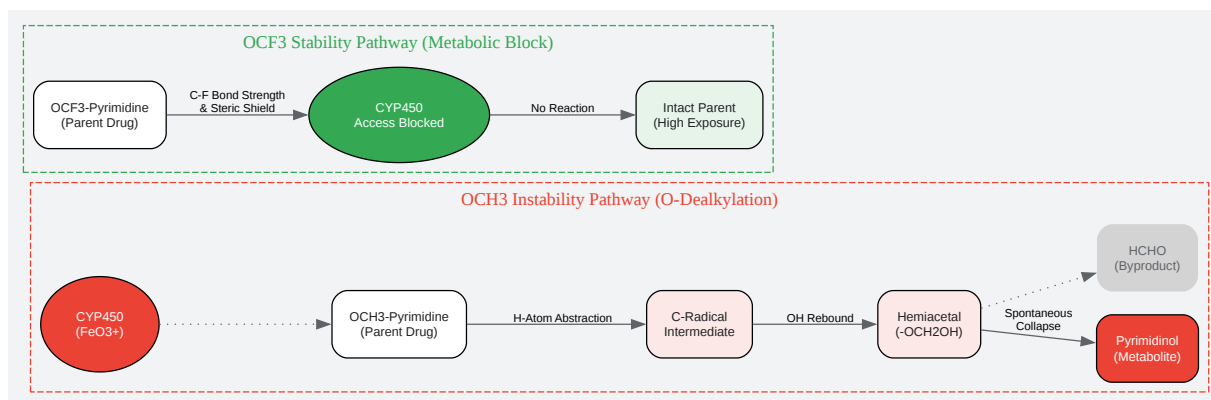 OCF3 Stability Pathway (Metabolic Block)
OCF3-Pyrimidine
(Parent Drug)
C-F Bond Strength
& Steric Shield
CYP450
Access Blocked
No Reaction
Intact Parent
(High Exposure)
OCH3 Instability Pathway (O-Dealkylation)
CYP450
(FeO3+)
OCH3-Pyrimidine
(Parent Drug)
H-Atom Abstraction
C-Radical
Intermediate
OH Rebound
Hemiacetal
(-OCH2OH)
Spontaneous
Collapse
HCHO
(Byproduct)
Pyrimidinol
(Metabolite)